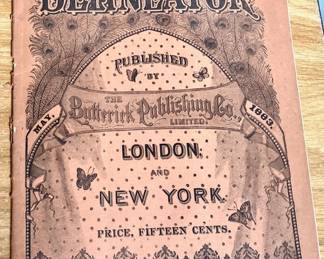 DELINEATOR
PUBLISHED
BY
THE
Butterick Publishing Co.,
LIMITED.
MAY, 1883.
LONDON,
AND
NEW YORK.
PRICE, FIFTEEN CENTS.